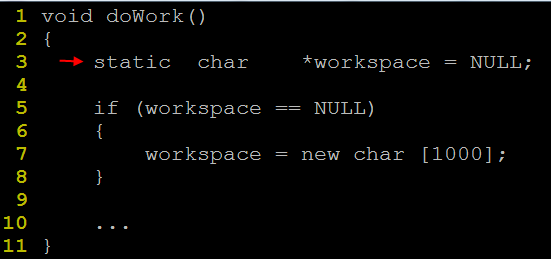 1 void doWork()
2 {
3     static  char    *workspace = NULL;
4
5     if (workspace == NULL)
6     {
7         workspace = new char [1000];
8     }
9
10     ...
11 }